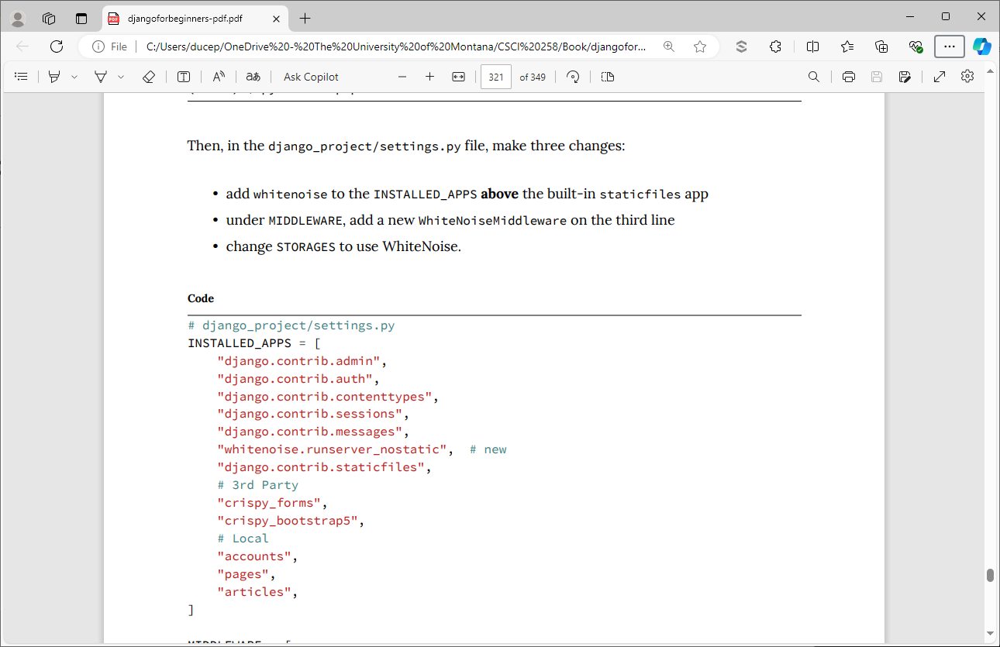 djangoforbeginners-pdf.pdf
File
C:/Users/ducep/OneDrive%20-%20The%20University%20of%20Montana/CSCI%20258/Book/djangofor...
Ask Copilot
321 of 349
Then, in the django_project/settings.py file, make three changes:
• add whitenoise to the INSTALLED_APPS above the built-in staticfiles app
• under MIDDLEWARE, add a new WhiteNoiseMiddleware on the third line
• change STORAGES to use WhiteNoise.
Code
# django_project/settings.py
INSTALLED_APPS = [
    "django.contrib.admin",
    "django.contrib.auth",
    "django.contrib.contenttypes",
    "django.contrib.sessions",
    "django.contrib.messages",
    "whitenoise.runserver_nostatic",  # new
    "django.contrib.staticfiles",
    # 3rd Party
    "crispy_forms",
    "crispy_bootstrap5",
    # Local
    "accounts",
    "pages",
    "articles",
]
MIDDLEWARE = [